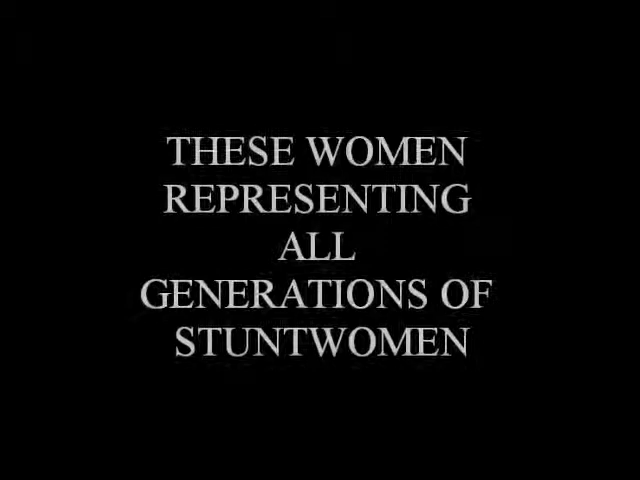 THESE WOMEN
REPRESENTING
ALL
GENERATIONS OF
STUNTWOMEN